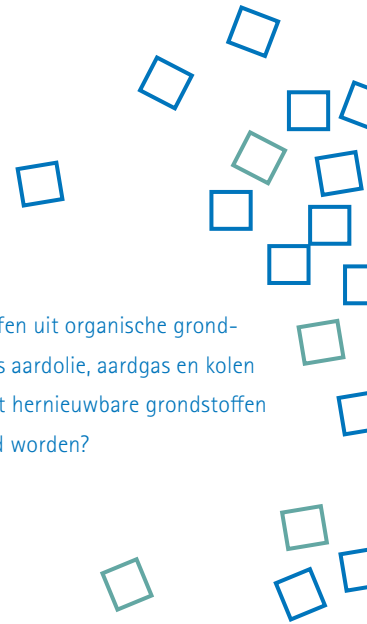 fen uit organische grond-
s aardolie, aardgas en kolen
t hernieuwbare grondstoffen
d worden?